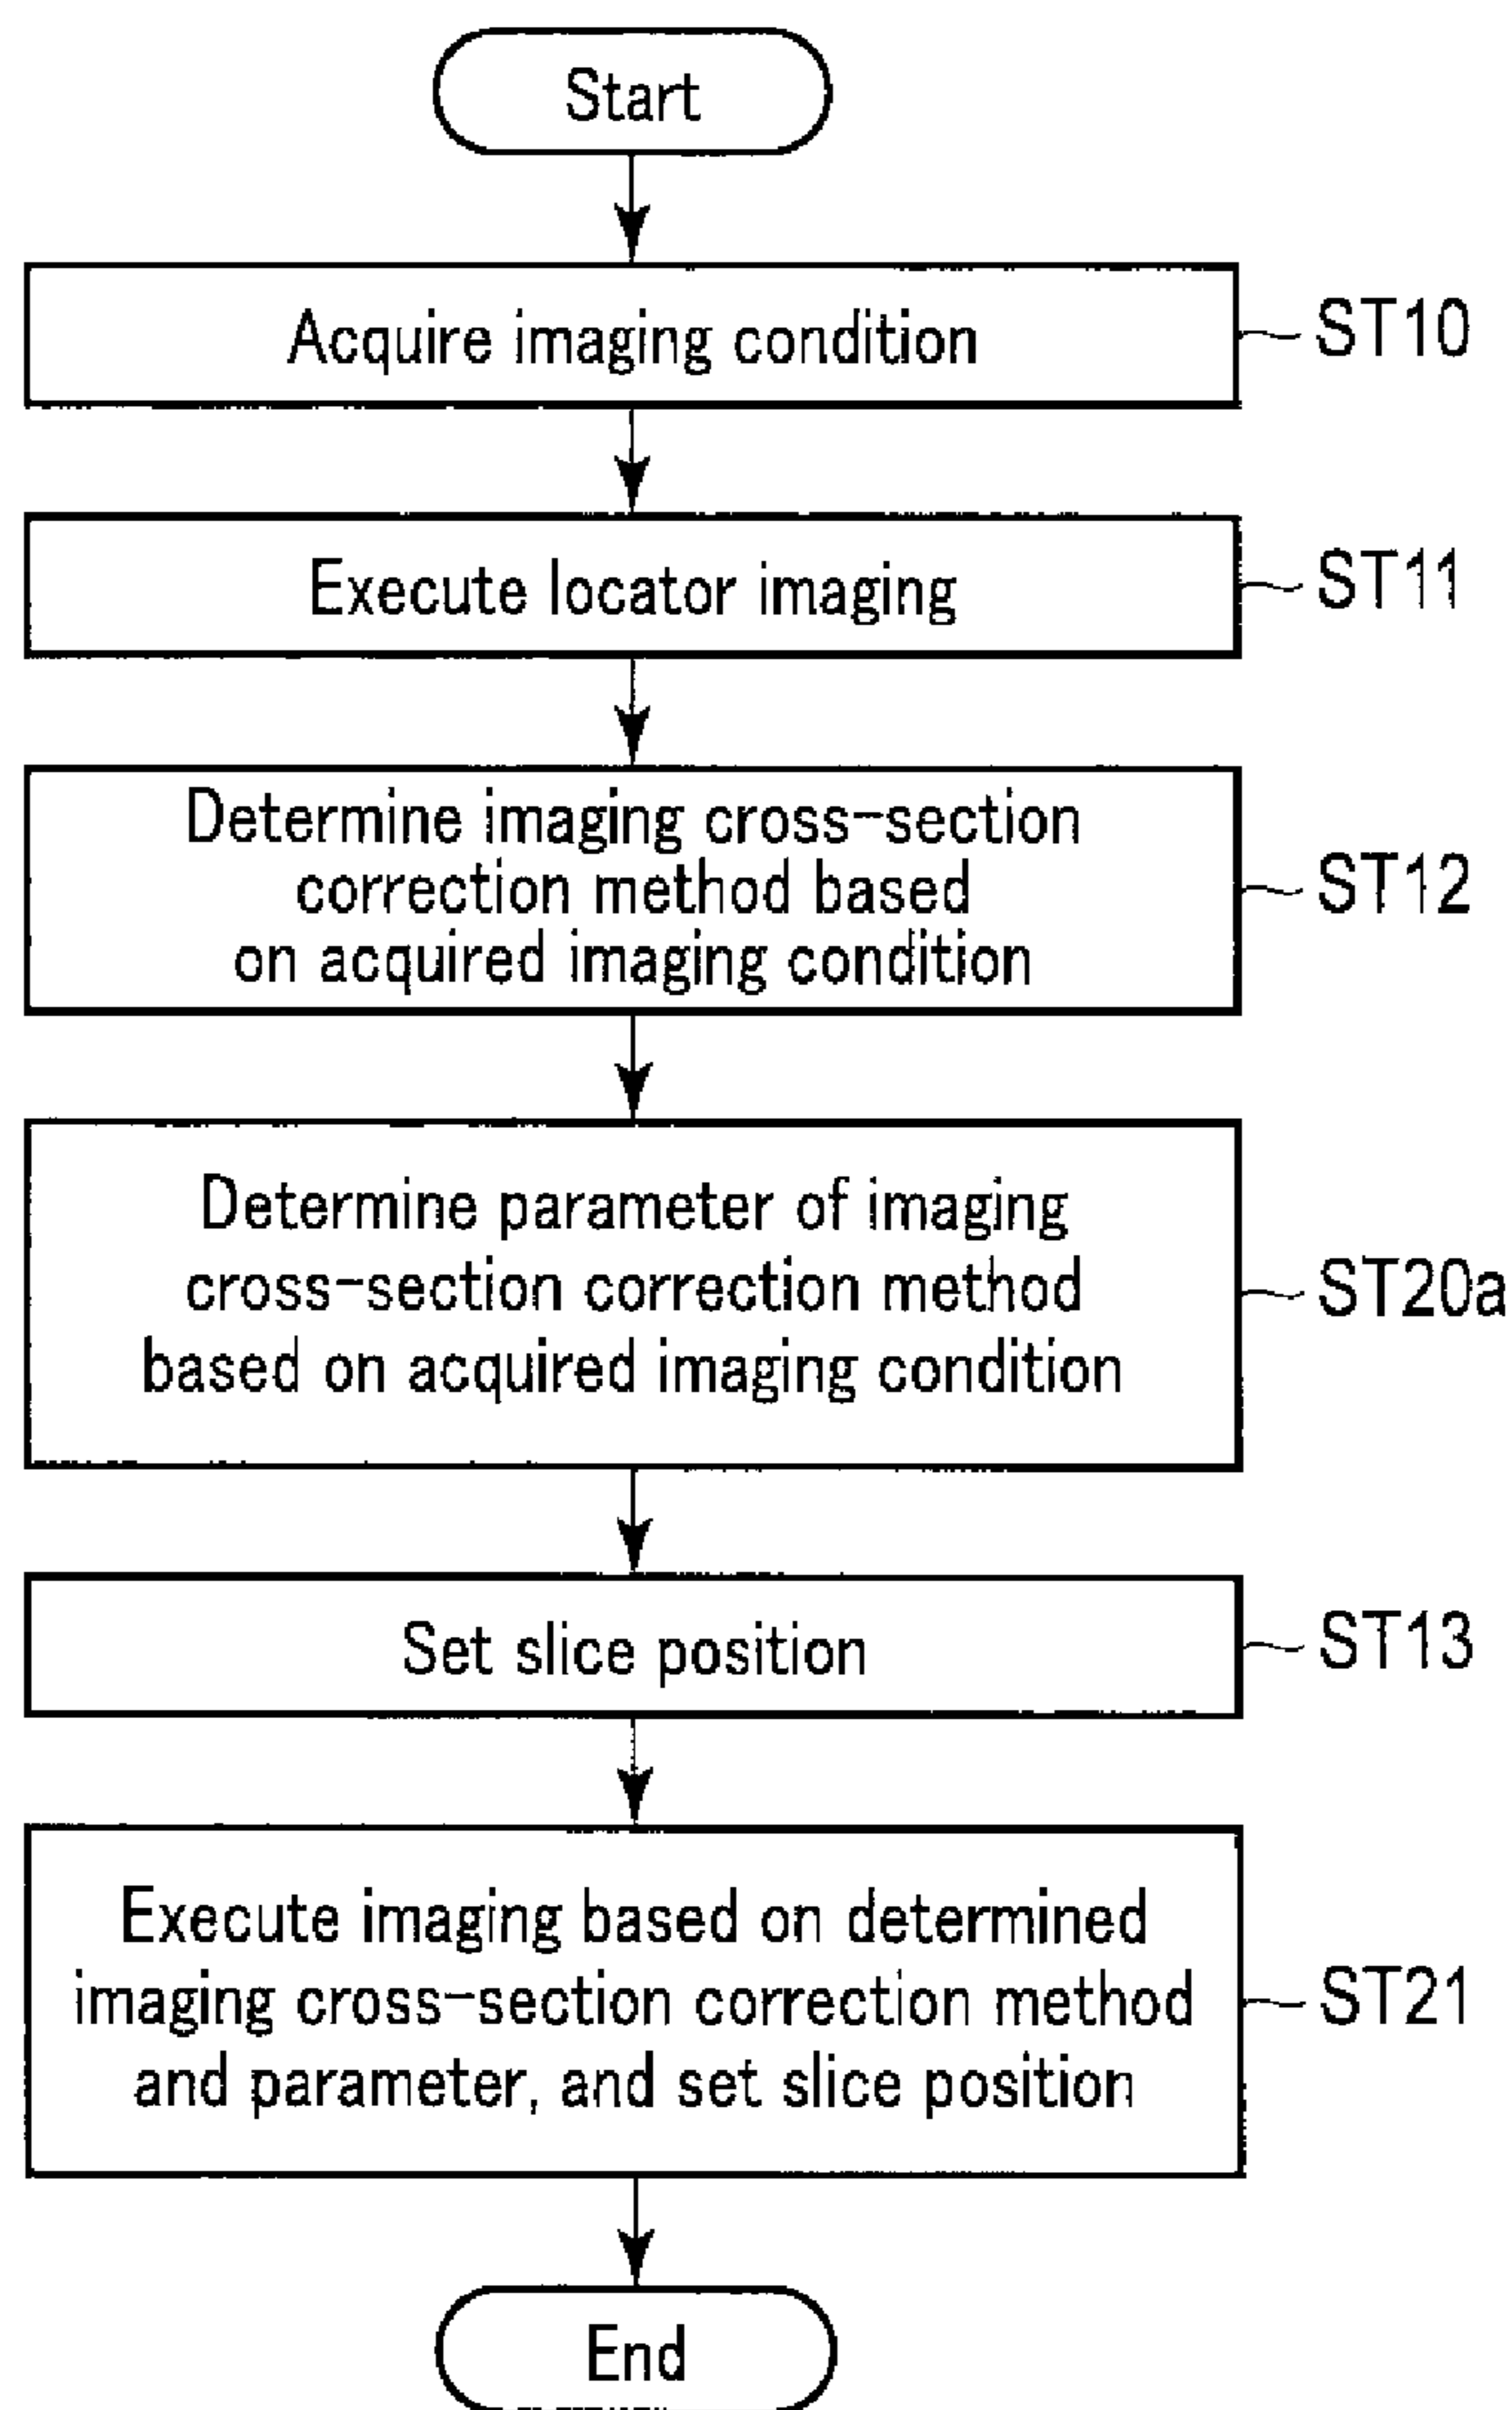 Start
Acquire imaging condition
ST10
Execute locator imaging
ST11
Determine imaging cross-section
correction method based
on acquired imaging condition
ST12
Determine parameter of imaging
cross-section correction method
based on acquired imaging condition
ST20a
Set slice position
ST13
Execute imaging based on determined
imaging cross-section correction method
and parameter, and set slice position
ST21
End